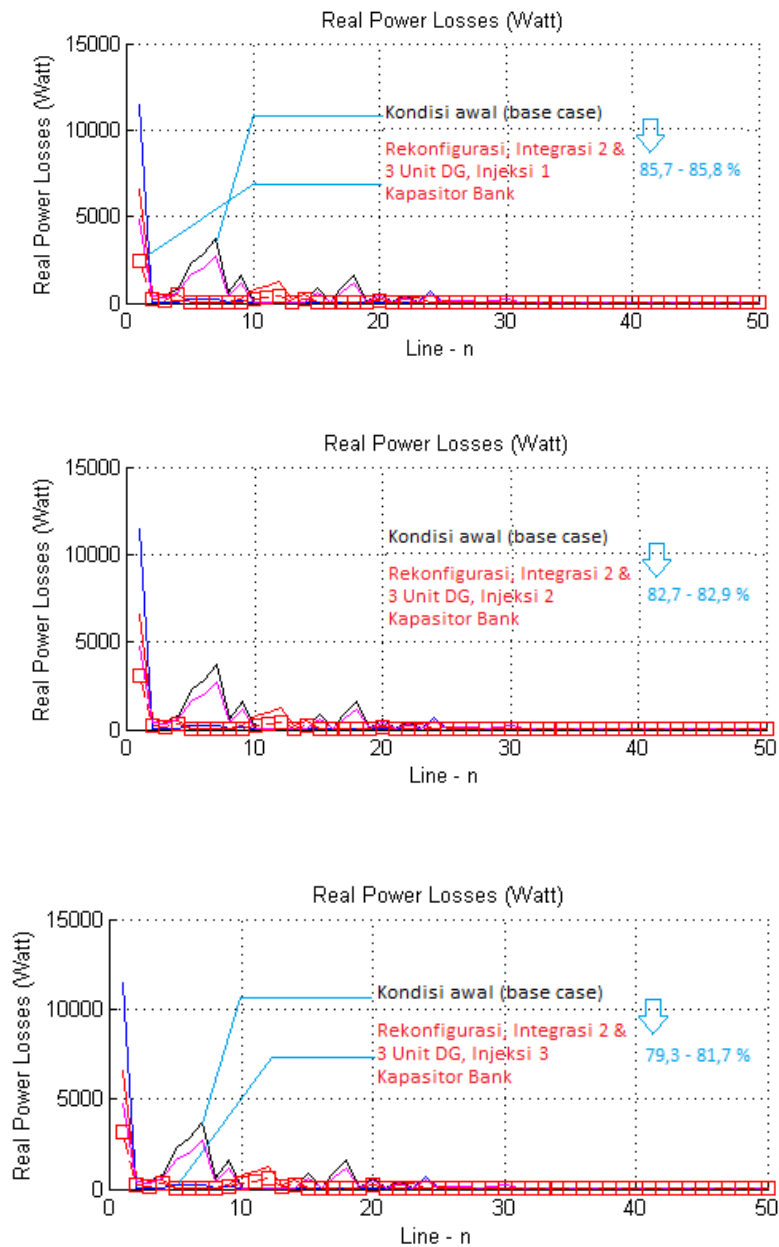 Real Power Losses (Watt)
Real Power Losses (Watt)
15000
10000
5000
0
Kondisi awal (base case)
Rekonfigurasi, Integrasi 2 &
3 Unit DG, Injeksi 1
Kapasitor Bank
85,7 - 85,8 %
0
10
20
30
40
50
Line - n
Real Power Losses (Watt)
Real Power Losses (Watt)
15000
10000
5000
0
Kondisi awal (base case)
Rekonfigurasi, Integrasi 2 &
3 Unit DG, Injeksi 2
Kapasitor Bank
82,7 - 82,9 %
0
10
20
30
40
50
Line - n
Real Power Losses (Watt)
Real Power Losses (Watt)
15000
10000
5000
0
Kondisi awal (base case)
Rekonfigurasi, Integrasi 2 &
3 Unit DG, Injeksi 3
Kapasitor Bank
79,3 - 81,7 %
0
10
20
30
40
50
Line - n